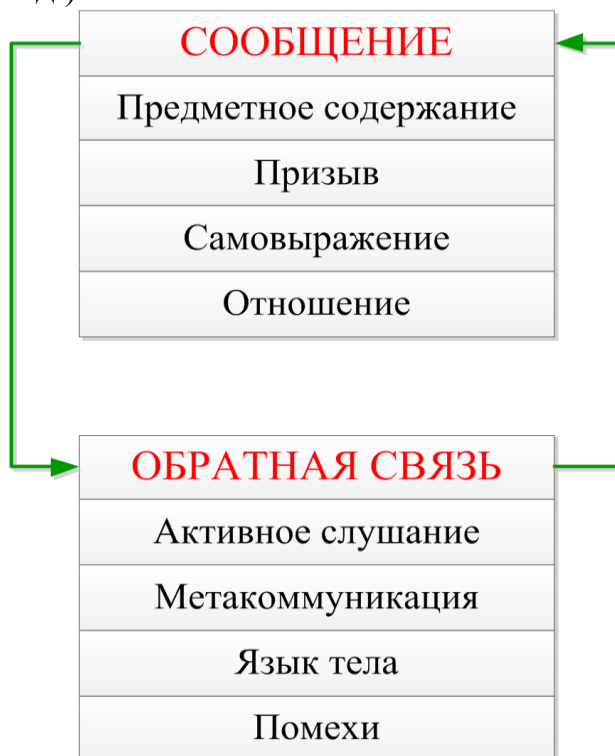 СООБЩЕНИЕ
Предметное содержание
Призыв
Самовыражение
Отношение
ОБРАТНАЯ СВЯЗЬ
Активное слушание
Метакоммуникация
Язык тела
Помехи